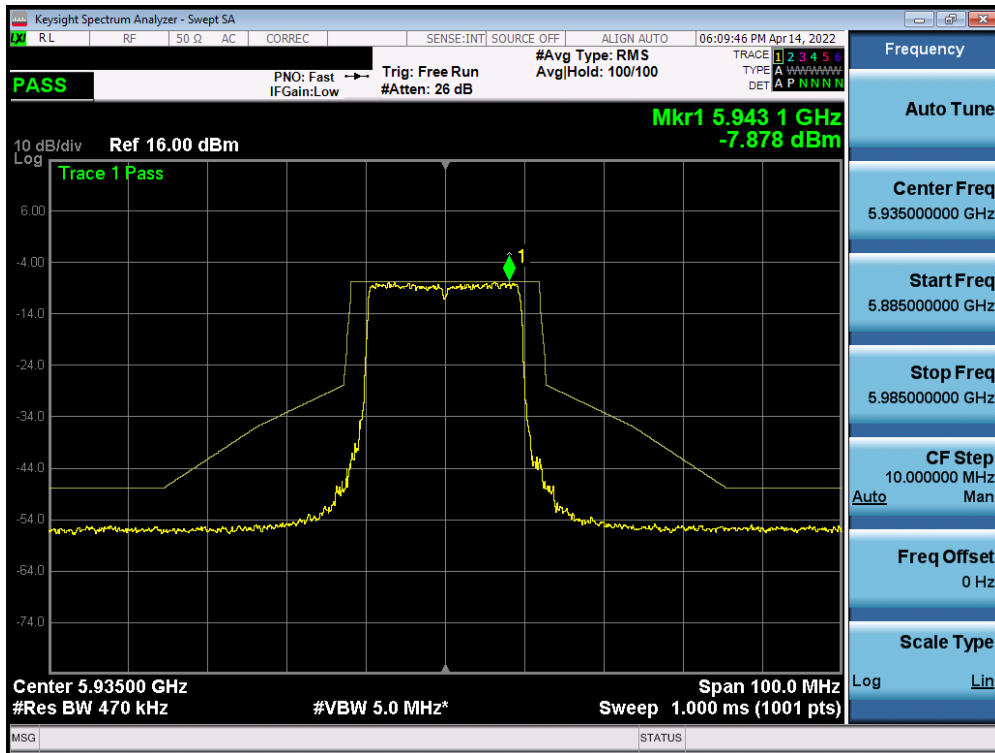 Keysight Spectrum Analyzer - Swept SA
LXI RL RF 50 Ω AC CORREC SENSE:INT SOURCE OFF ALIGN AUTO 06:09:46 PM Apr 14, 2022
PASS
PNO: Fast
IFGain:Low
Trig: Free Run
#Atten: 26 dB
#Avg Type: RMS
Avg|Hold: 100/100
TRACE 1 2 3 4 5 6
TYPE A WWWWW
DET A P N N N N
Mkr1 5.943 1 GHz
-7.878 dBm
10 dB/div Ref 16.00 dBm
Log
Trace 1 Pass
1
6.00
-4.00
-14.0
-24.0
-34.0
-44.0
-54.0
-64.0
-74.0
Center 5.93500 GHz Span 100.0 MHz
#Res BW 470 kHz #VBW 5.0 MHz* Sweep 1.000 ms (1001 pts)
MSG STATUS
Frequency
Auto Tune
Center Freq
5.935000000 GHz
Start Freq
5.885000000 GHz
Stop Freq
5.985000000 GHz
CF Step
10.000000 MHz
Auto Man
Freq Offset
0 Hz
Scale Type
Log Lin